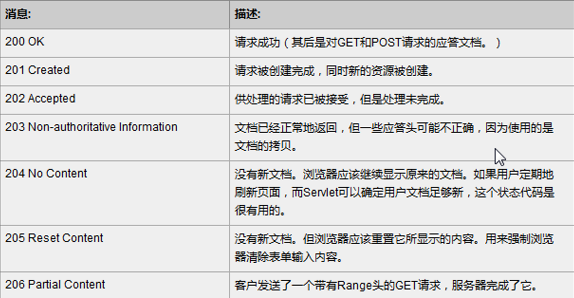 消息: 描述:
200 OK 请求成功（其后是对GET和POST请求的应答文档。）
201 Created 请求被创建完成，同时新的资源被创建。
202 Accepted 供处理的请求已被接受，但是处理未完成。
203 Non-authoritative Information 文档已经正常地返回，但一些应答头可能不正确，因为使用的是
文档的拷贝。
204 No Content 没有新文档。浏览器应该继续显示原来的文档。如果用户定期地
刷新页面，而Servlet可以确定用户文档足够新，这个状态代码是
很有用的。
205 Reset Content 没有新文档。但浏览器应该重置它所显示的内容。用来强制浏览
器清除表单输入内容。
206 Partial Content 客户发送了一个带有Range头的GET请求，服务器完成了它。